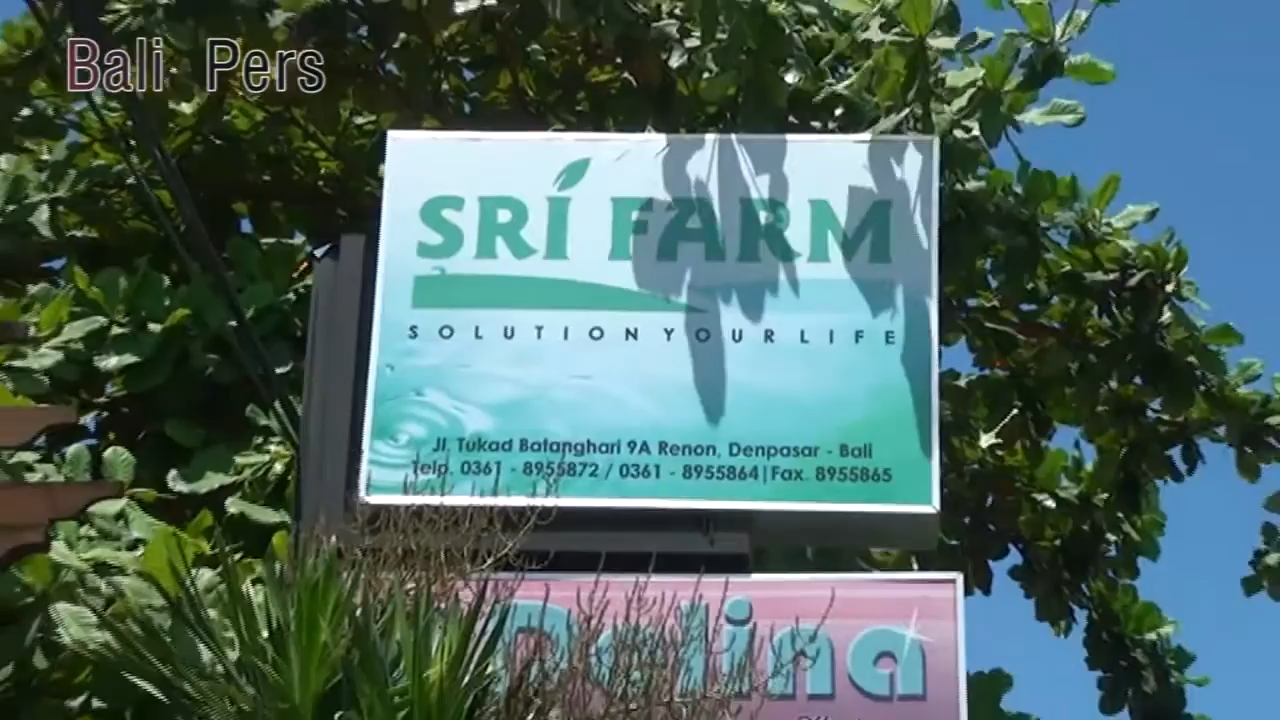 Bali Pers
SRI FARM
SOLUTION YOUR LIFE
Jl. Tukad Batanghari 9A Renon, Denpasar - Bali
Telp. 0361 - 8955872 / 0361 - 8955864 | Fax. 8955865